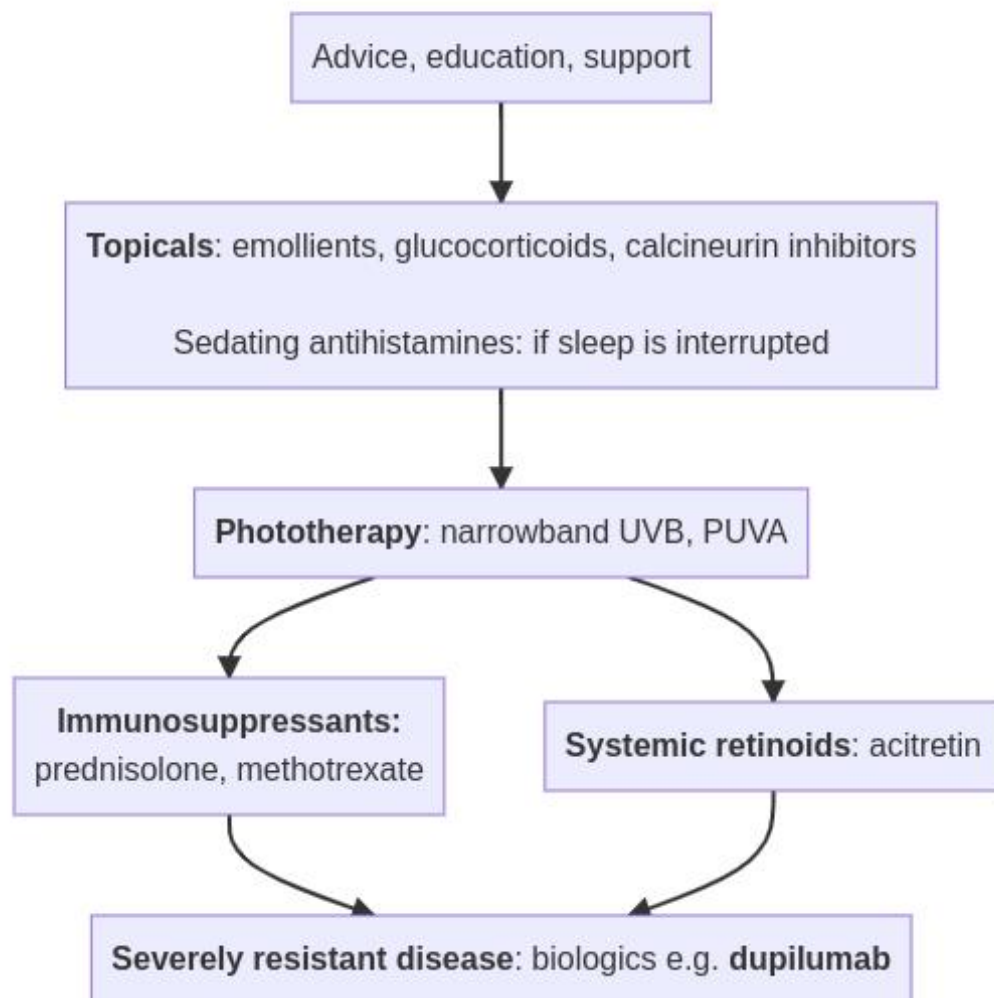 Advice, education, support
Topicals: emollients, glucocorticoids, calcineurin inhibitors
Sedating antihistamines: if sleep is interrupted
Phototherapy: narrowband UVB, PUVA
Immunosuppressants:
prednisolone, methotrexate
Systemic retinoids: acitretin
Severely resistant disease: biologics e.g. dupilumab